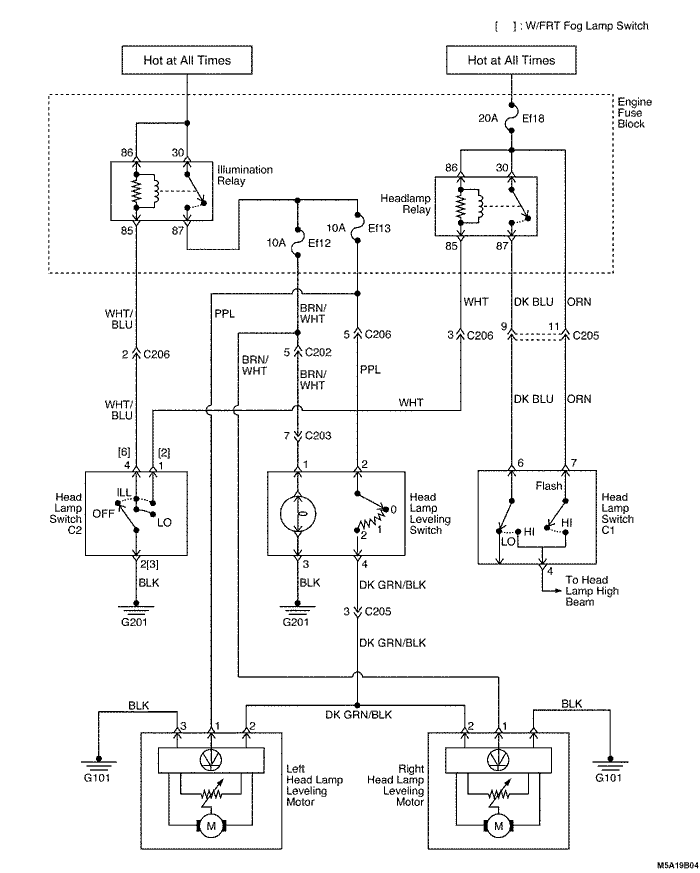 [ ] : W/FRT Fog Lamp Switch
Hot at All Times
Hot at All Times
Engine
Fuse
Block
20A
Ef18
86
30
Illumination
Relay
85
87
86
30
Headlamp
Relay
85
87
10A
Ef12
10A
Ef13
WHT/
BLU
PPL
BRN/
WHT
WHT
DK BLU
ORN
2
C206
BRN/
WHT
5
C202
5
C206
3
C206
9
11
C205
BRN/
WHT
PPL
WHT/
BLU
WHT
DK BLU
ORN
7
C203
[6]
[2]
4
1
1
2
6
7
Head
Lamp
Switch
C2
ILL
OFF
LO
0
1
2
Head
Lamp
Leveling
Switch
Flash
LO
HI
HI
Head
Lamp
Switch
C1
2[3]
BLK
G201
3
BLK
G201
4
DK GRN/BLK
3
C205
DK GRN/BLK
4
To Head
Lamp High
Beam
BLK
G101
3
1
2
DK GRN/BLK
2
1
3
BLK
G101
Left
Head Lamp
Leveling
Motor
M
Right
Head Lamp
Leveling
Motor
M
M5A19B04